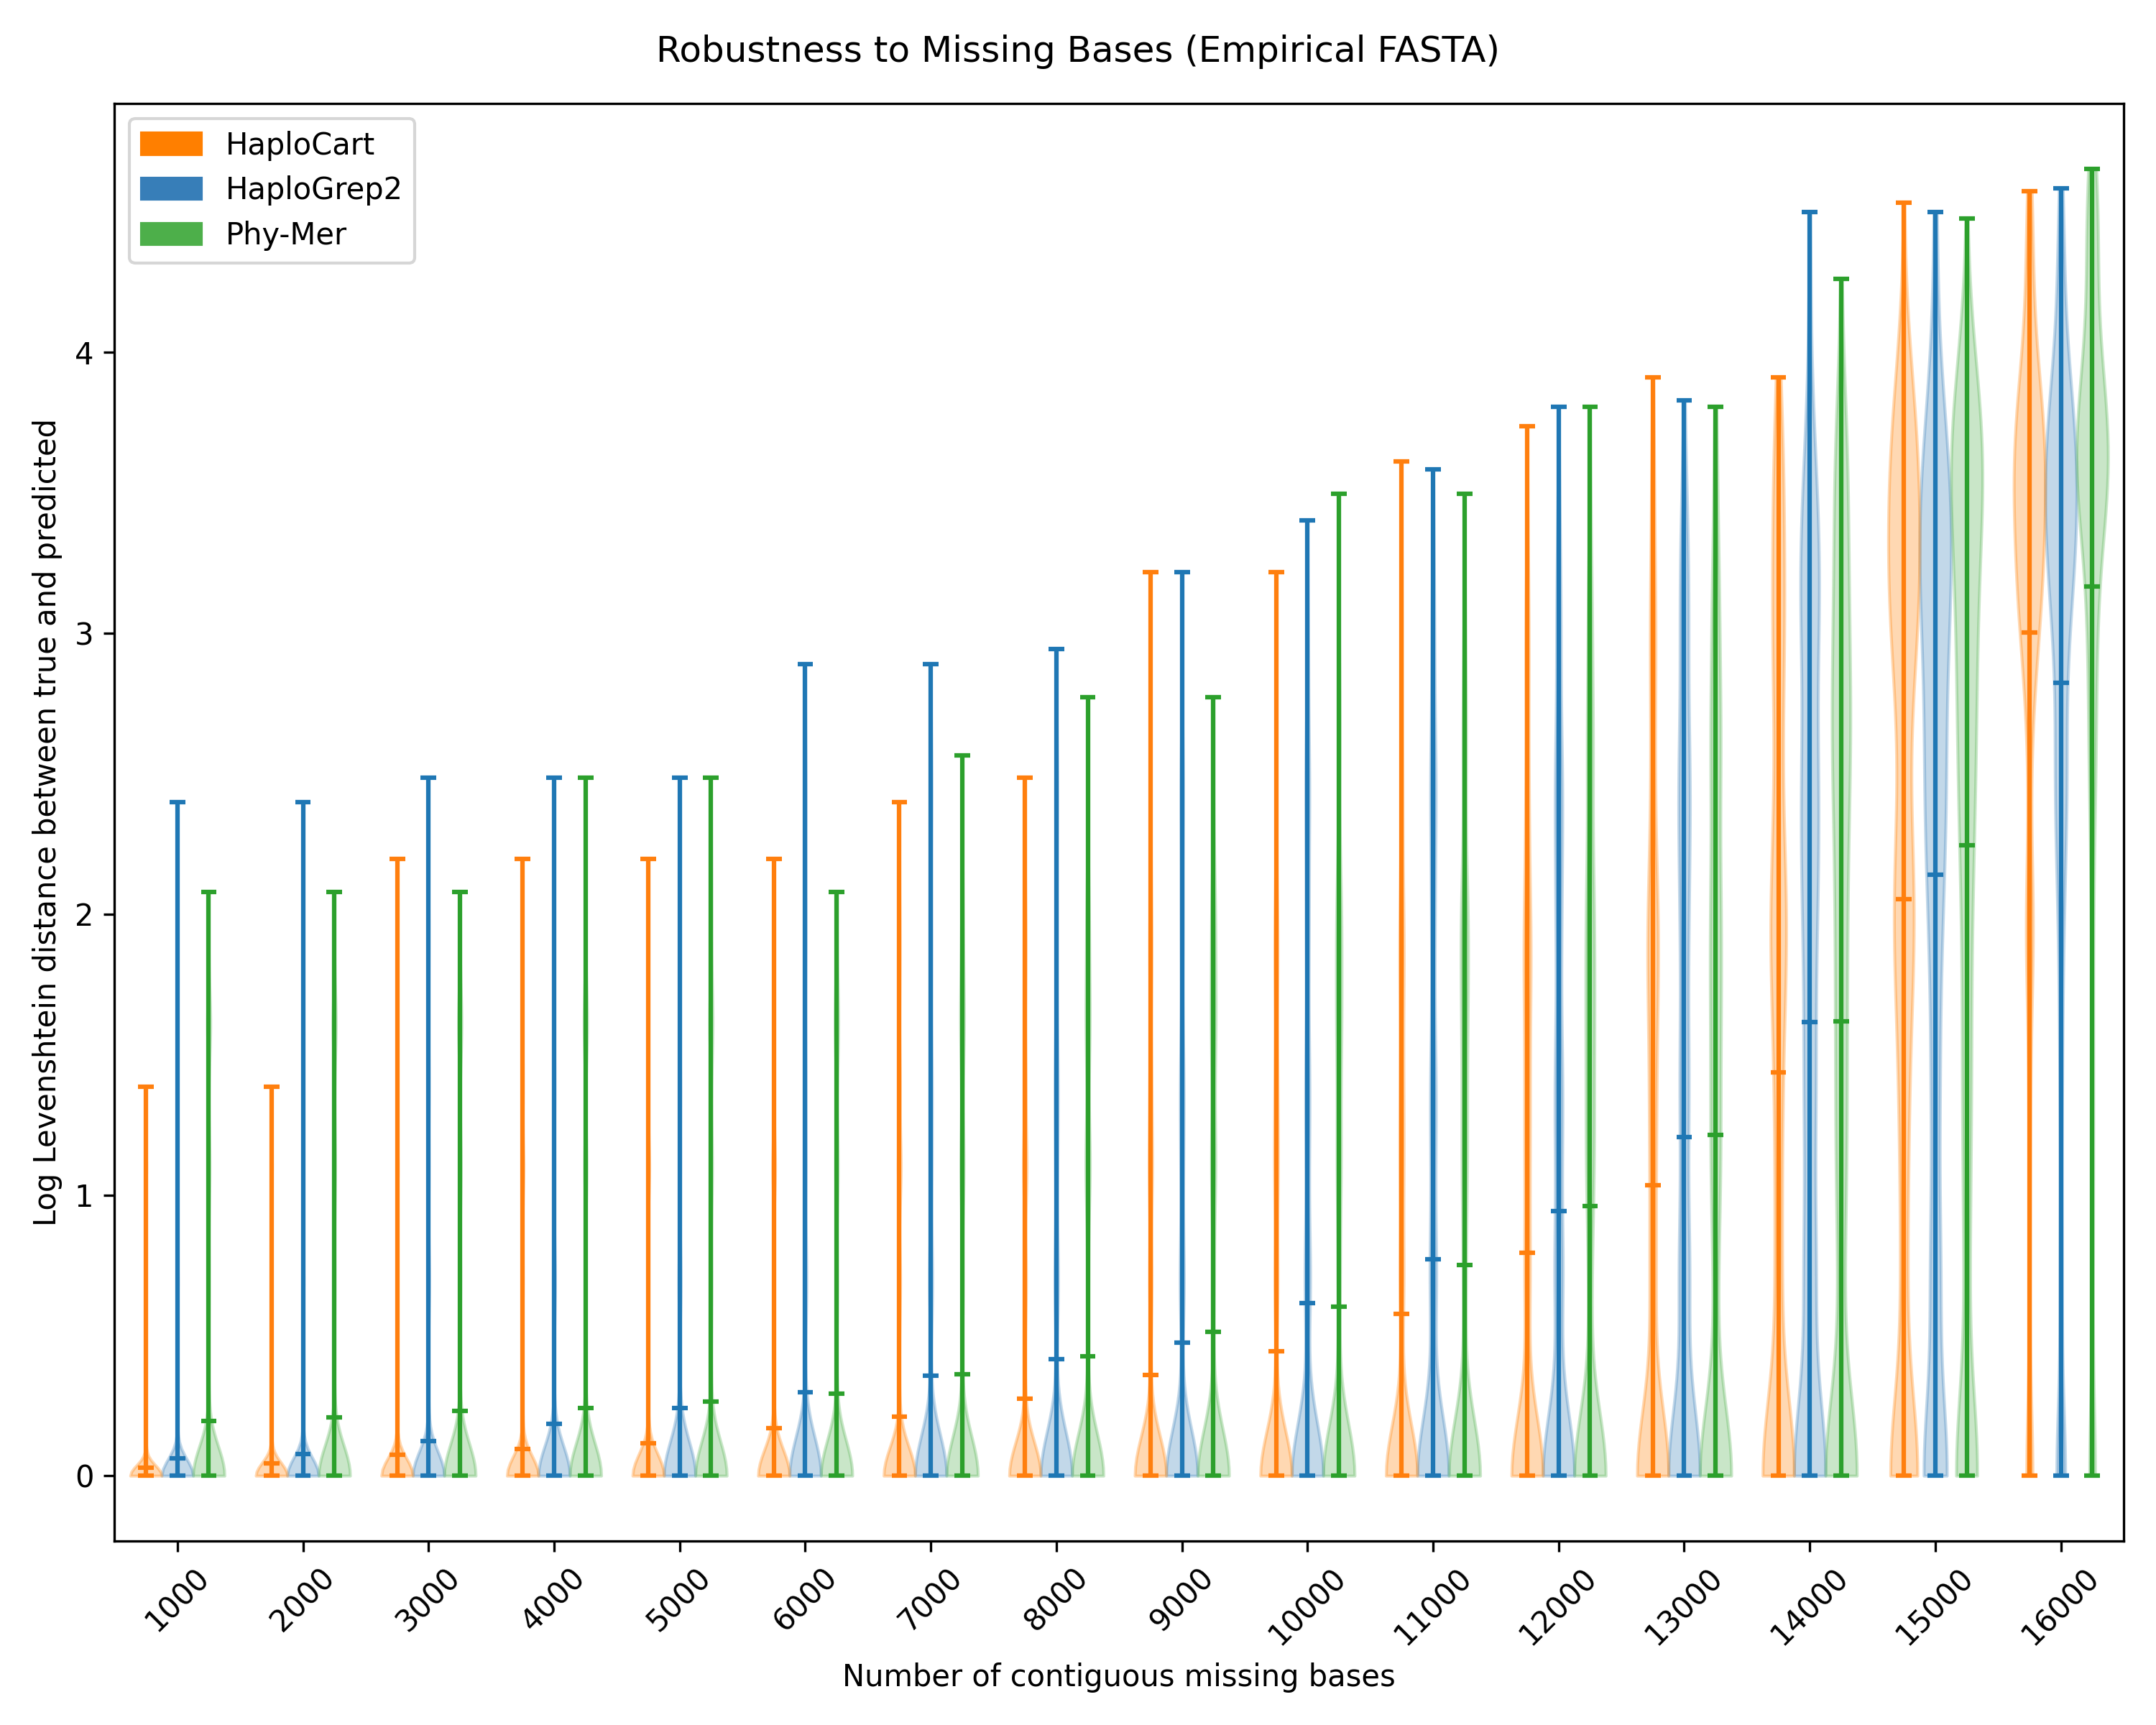 Robustness to Missing Bases (Empirical FASTA)
HaploCart
HaploGrep2
Phy-Mer
Log Levenshtein distance between true and predicted
4
3
2
1
0
1000 2000 3000 4000 5000 6000 7000 8000 9000 10000 11000 12000 13000 14000 15000 16000
Number of contiguous missing bases